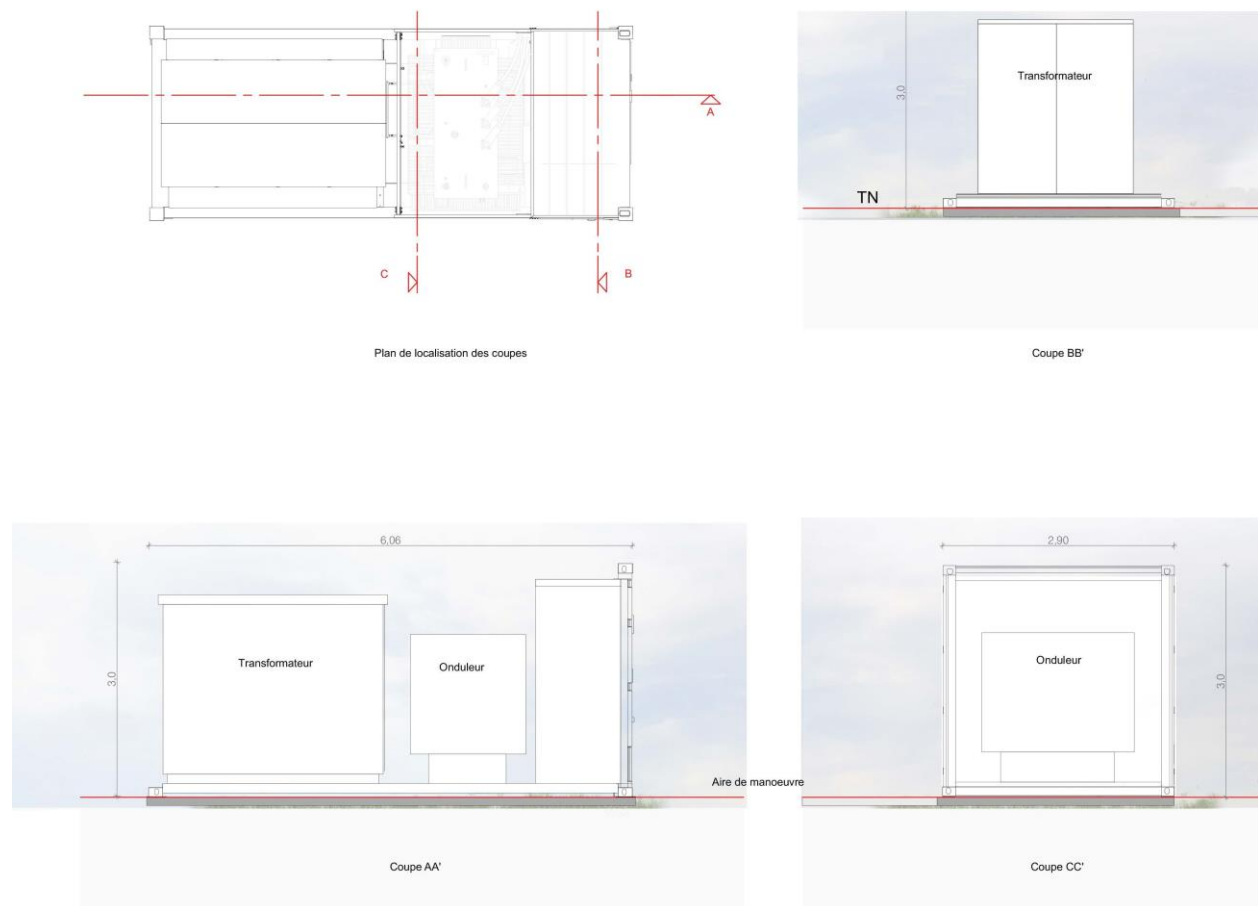 A
C
B
Plan de localisation des coupes
Transformateur
3.0
TN
Coupe BB'
6,06
Transformateur
Onduleur
3.0
Aire de manoeuvre
Coupe AA'
2,90
Onduleur
3.0
Coupe CC'